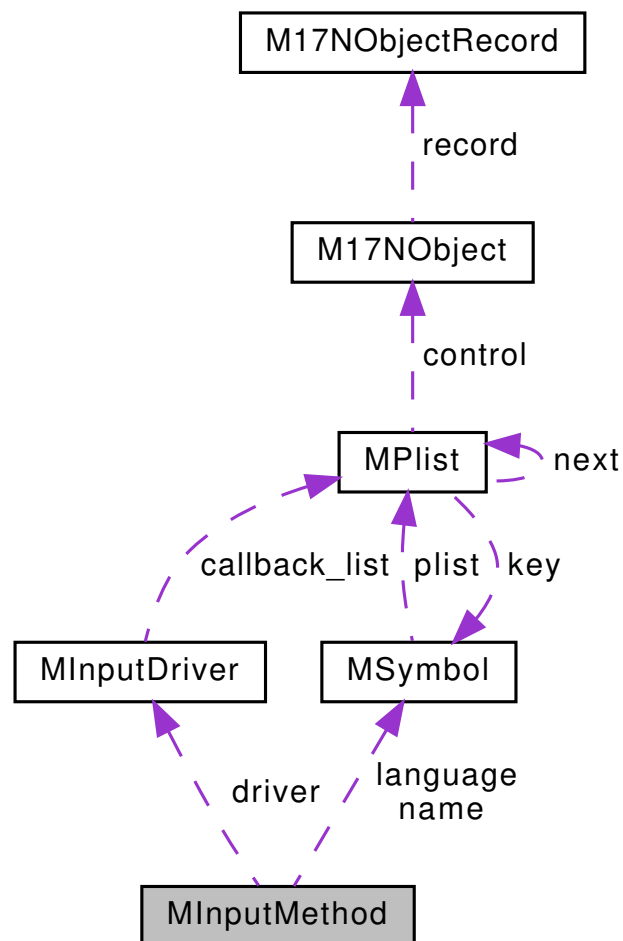 M17NObjectRecord
record
M17NObject
control
MPlist
next
callback_list
plist
key
MInputDriver
MSymbol
driver
language
name
MInputMethod